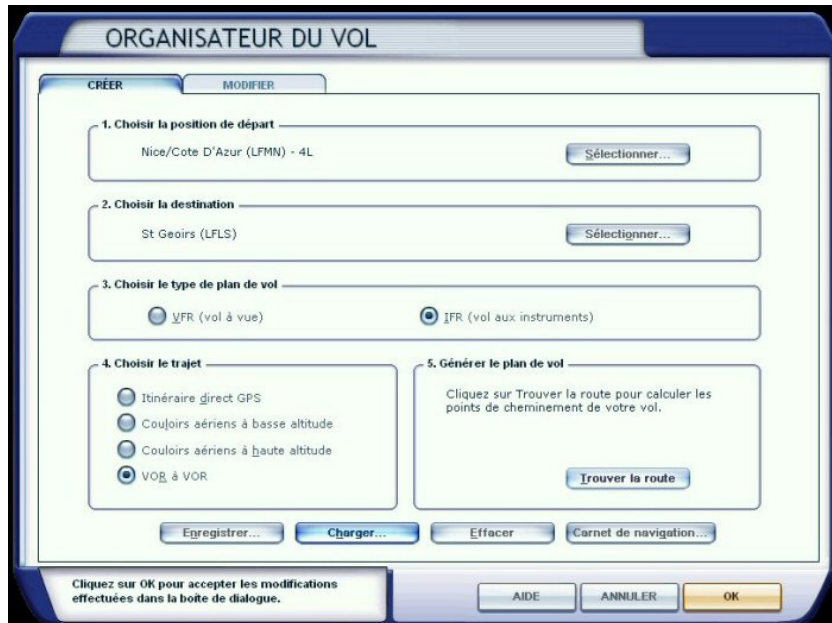 ORGANISATEUR DU VOL
CRÉER
MODIFIER
1. Choisir la position de départ
Nice/Cote D'Azur (LFMN) - 4L
Sélectionner...
2. Choisir la destination
St Geoirs (LFLS)
Sélectionner...
3. Choisir le type de plan de vol
VFR (vol à vue)
IFR (vol aux instruments)
4. Choisir le trajet
Itinéraire direct GPS
Couloirs aériens à basse altitude
Couloirs aériens à haute altitude
VOR à VOR
5. Générer le plan de vol
Cliquez sur Trouver la route pour calculer les
points de cheminement de votre vol.
Trouver la route
Enregistrer...
Charger...
Effacer
Carnet de navigation...
Cliquez sur OK pour accepter les modifications
effectuées dans la boîte de dialogue.
AIDE
ANNULER
OK